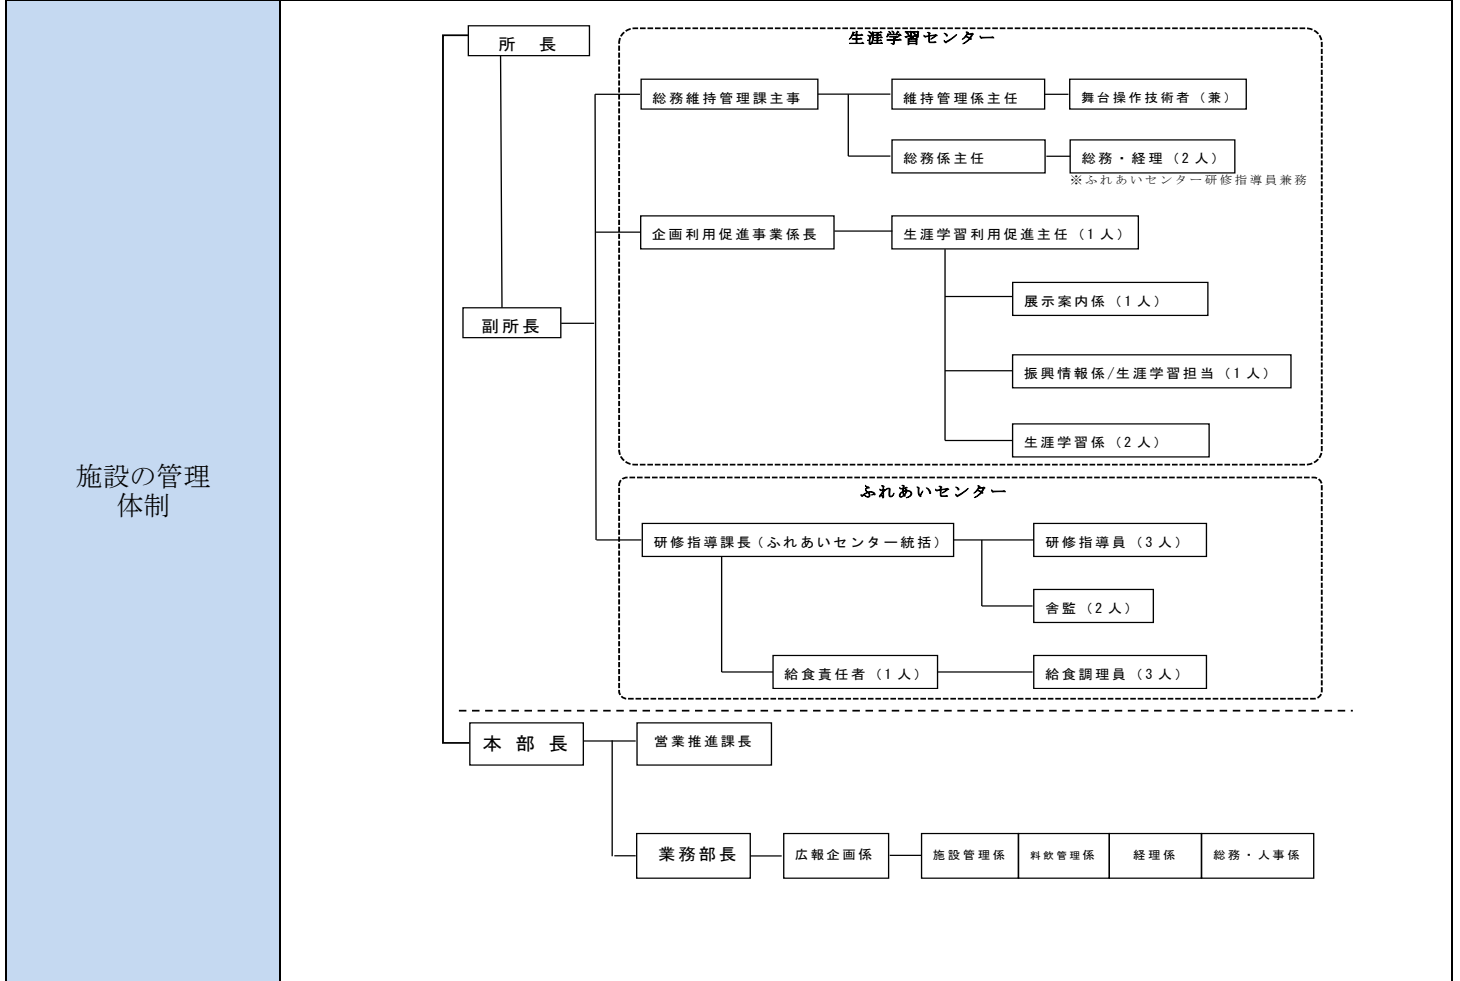 施設の管理
体制
所　長
生涯学習センター
総務維持管理課主事
維持管理係主任
舞台操作技術者（兼）
総務係主任
総務・経理（2人）
※ふれあいセンター研修指導員兼務
企画利用促進事業係長
生涯学習利用促進主任（1人）
展示案内係（1人）
副所長
振興情報係/生涯学習担当（1人）
生涯学習係（2人）
ふれあいセンター
研修指導課長（ふれあいセンター統括）
研修指導員（3人）
舎監（2人）
給食責任者（1人）
給食調理員（3人）
本部長
営業推進課長
業務部長
広報企画係
施設管理係
料飲管理係
経理係
総務・人事係